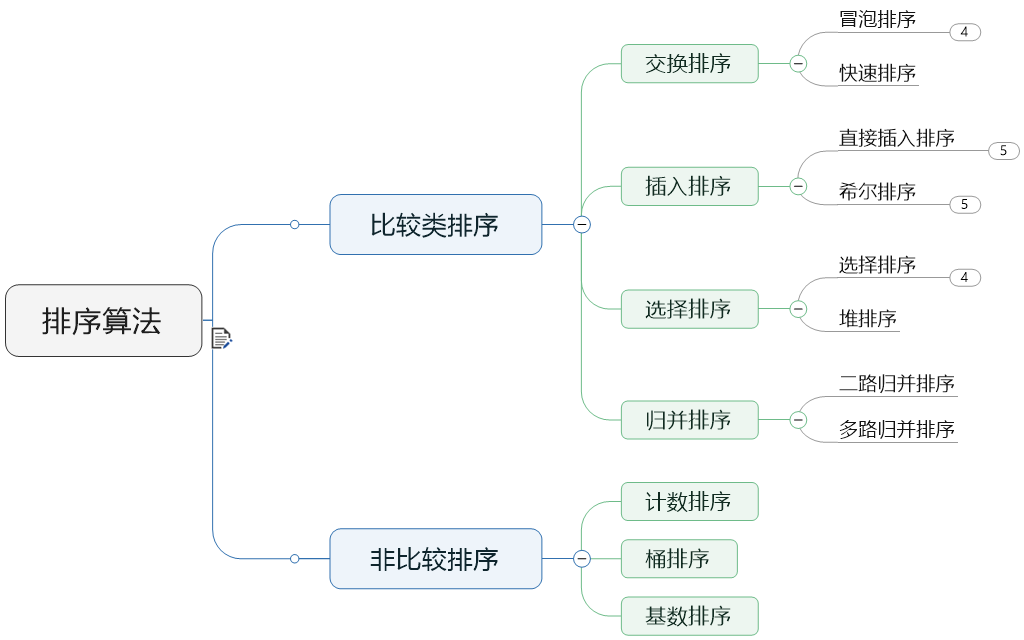 冒泡排序
4
交换排序
快速排序
直接插入排序
5
插入排序
希尔排序
5
比较类排序
选择排序
4
选择排序
堆排序
排序算法
二路归并排序
归并排序
多路归并排序
计数排序
非比较排序
桶排序
基数排序